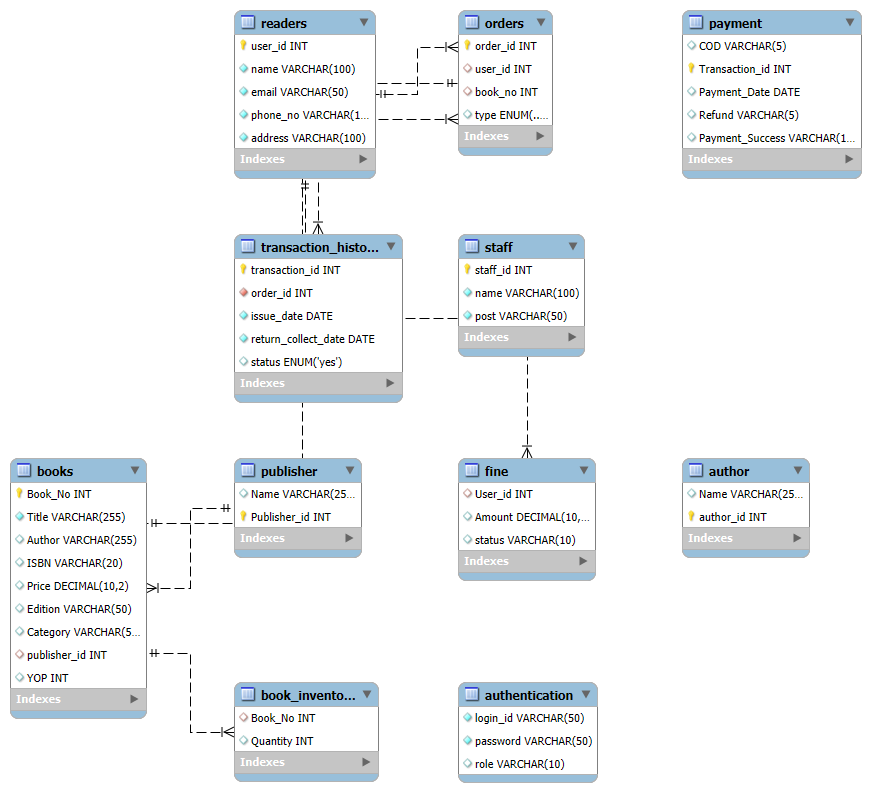 readers
user_id INT
name VARCHAR(100)
email VARCHAR(50)
phone_no VARCHAR(1...
address VARCHAR(100)
Indexes
orders
order_id INT
user_id INT
book_no INT
type ENUM(...
Indexes
payment
COD VARCHAR(5)
Transaction_id INT
Payment_Date DATE
Refund VARCHAR(5)
Payment_Success VARCHAR(1...
Indexes
transaction_histo...
transaction_id INT
order_id INT
issue_date DATE
return_collect_date DATE
status ENUM('yes')
Indexes
staff
staff_id INT
name VARCHAR(100)
post VARCHAR(50)
Indexes
books
Book_No INT
Title VARCHAR(255)
Author VARCHAR(255)
ISBN VARCHAR(20)
Price DECIMAL(10,2)
Edition VARCHAR(50)
Category VARCHAR(5...
publisher_id INT
YOP INT
Indexes
publisher
Name VARCHAR(25...
Publisher_id INT
Indexes
fine
User_id INT
Amount DECIMAL(10,...
status VARCHAR(10)
Indexes
author
Name VARCHAR(25...
author_id INT
Indexes
book_invento...
Book_No INT
Quantity INT
Indexes
authentication
login_id VARCHAR(50)
password VARCHAR(50)
role VARCHAR(10)